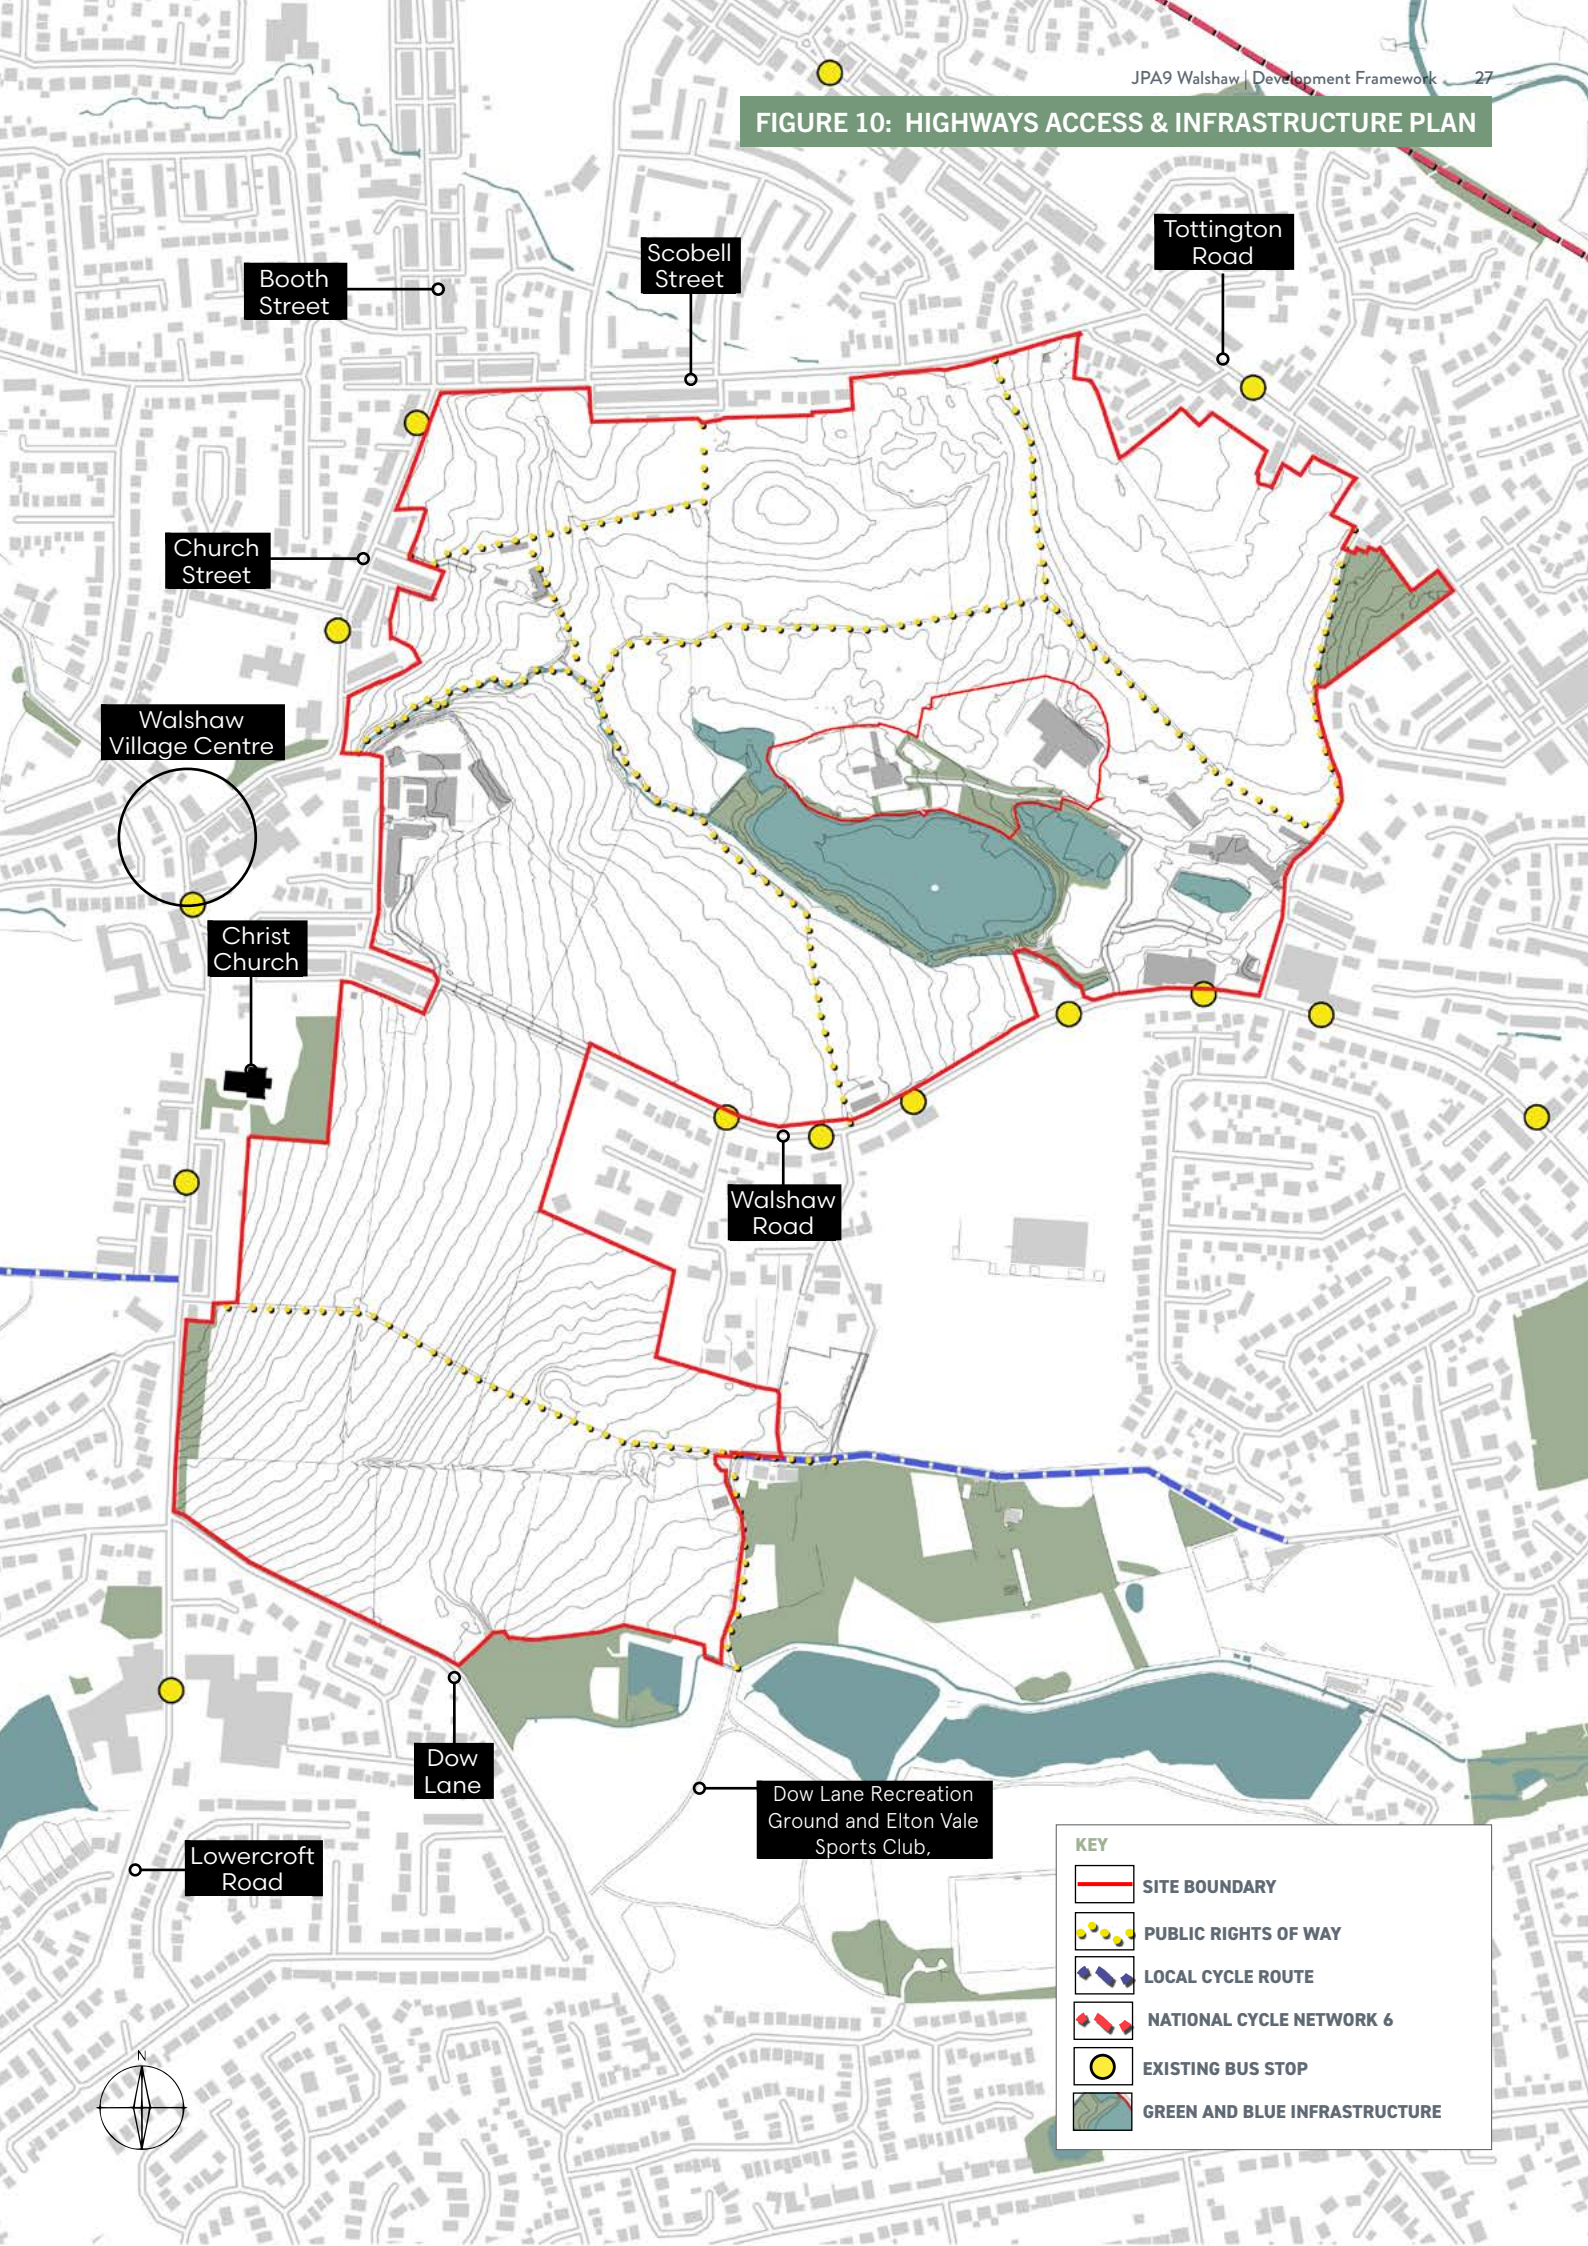 JPA9 Walshaw | Development Framework 27
FIGURE 10: HIGHWAYS ACCESS & INFRASTRUCTURE PLAN
Tottington
Road
Scobell
Street
Booth
Street
Church
Street
Walshaw
Village Centre
Christ
Church
Walshaw
Road
Dow
Lane
Dow Lane Recreation
Ground and Elton Vale
Sports Club,
Lowercroft
Road
KEY
SITE BOUNDARY
PUBLIC RIGHTS OF WAY
LOCAL CYCLE ROUTE
NATIONAL CYCLE NETWORK 6
EXISTING BUS STOP
GREEN AND BLUE INFRASTRUCTURE
N